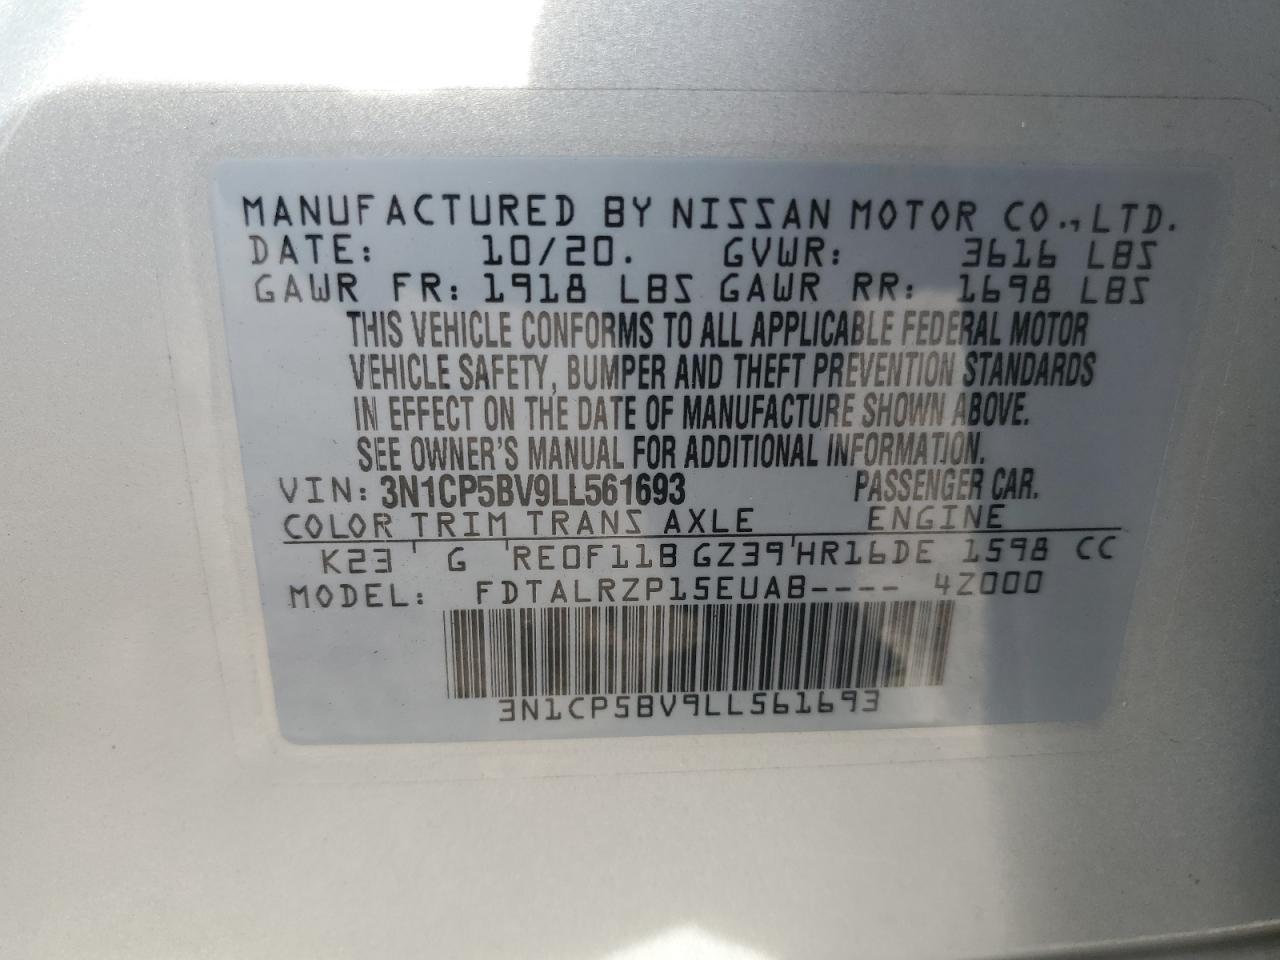 MANUFACTURED BY NISSAN MOTOR CO., LTD.
DATE: 10/20. GVWR: 3616 LBS
GAWR FR: 1918 LBS GAWR RR: 1698 LBS
THIS VEHICLE CONFORMS TO ALL APPLICABLE FEDERAL MOTOR
VEHICLE SAFETY, BUMPER AND THEFT PREVENTION STANDARDS
IN EFFECT ON THE DATE OF MANUFACTURE SHOWN ABOVE.
SEE OWNER'S MANUAL FOR ADDITIONAL INFORMATION.
VIN: 3N1CP5BV9LL561693 PASSENGER CAR.
COLOR TRIM TRANS AXLE ENGINE
K23 G RE0F11B GZ39 HR16DE 1598 CC
MODEL: FDTALRZP15EUAB---- 4Z000
3N1CP5BV9LL561693